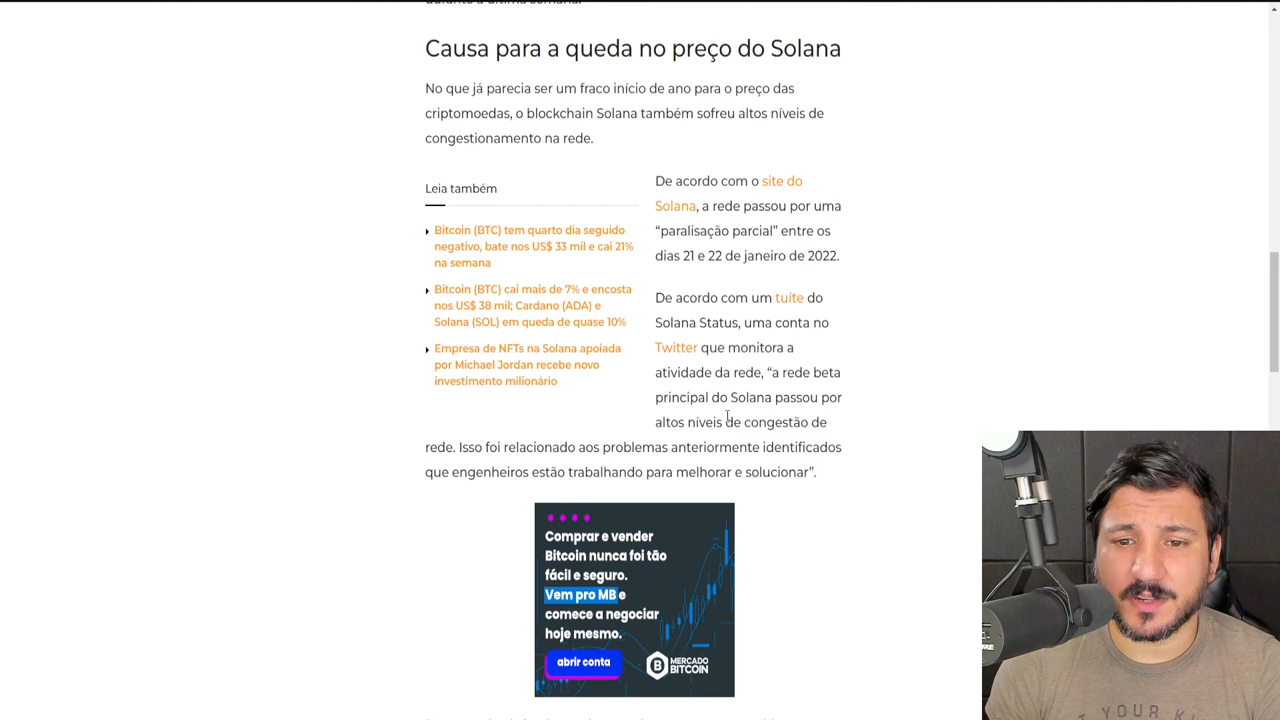 Causa para a queda no preço do Solana
No que já parecia ser um fraco início de ano para o preço das
criptomoedas, o blockchain Solana também sofreu altos níveis de
congestionamento na rede.
Leia também
Bitcoin (BTC) tem quarto dia seguido
negativo, bate nos US$ 33 mil e cai 21%
na semana
Bitcoin (BTC) cai mais de 7% e encosta
nos US$ 38 mil; Cardano (ADA) e
Solana (SOL) em queda de quase 10%
Empresa de NFTs na Solana apoiada
por Michael Jordan recebe novo
investimento milionário
De acordo com o site do
Solana, a rede passou por uma
“paralisação parcial” entre os
dias 21 e 22 de janeiro de 2022.
De acordo com um tuíte do
Solana Status, uma conta no
Twitter que monitora a
atividade da rede, “a rede beta
principal do Solana passou por
altos níveis de congestão de
rede. Isso foi relacionado aos problemas anteriormente identificados
que engenheiros estão trabalhando para melhorar e solucionar”.
Comprar e vender
Bitcoin nunca foi tão
fácil e seguro.
Vem pro MB e
comece a negociar
hoje mesmo.
abrir conta
MERCADO
BITCOIN
YOUR